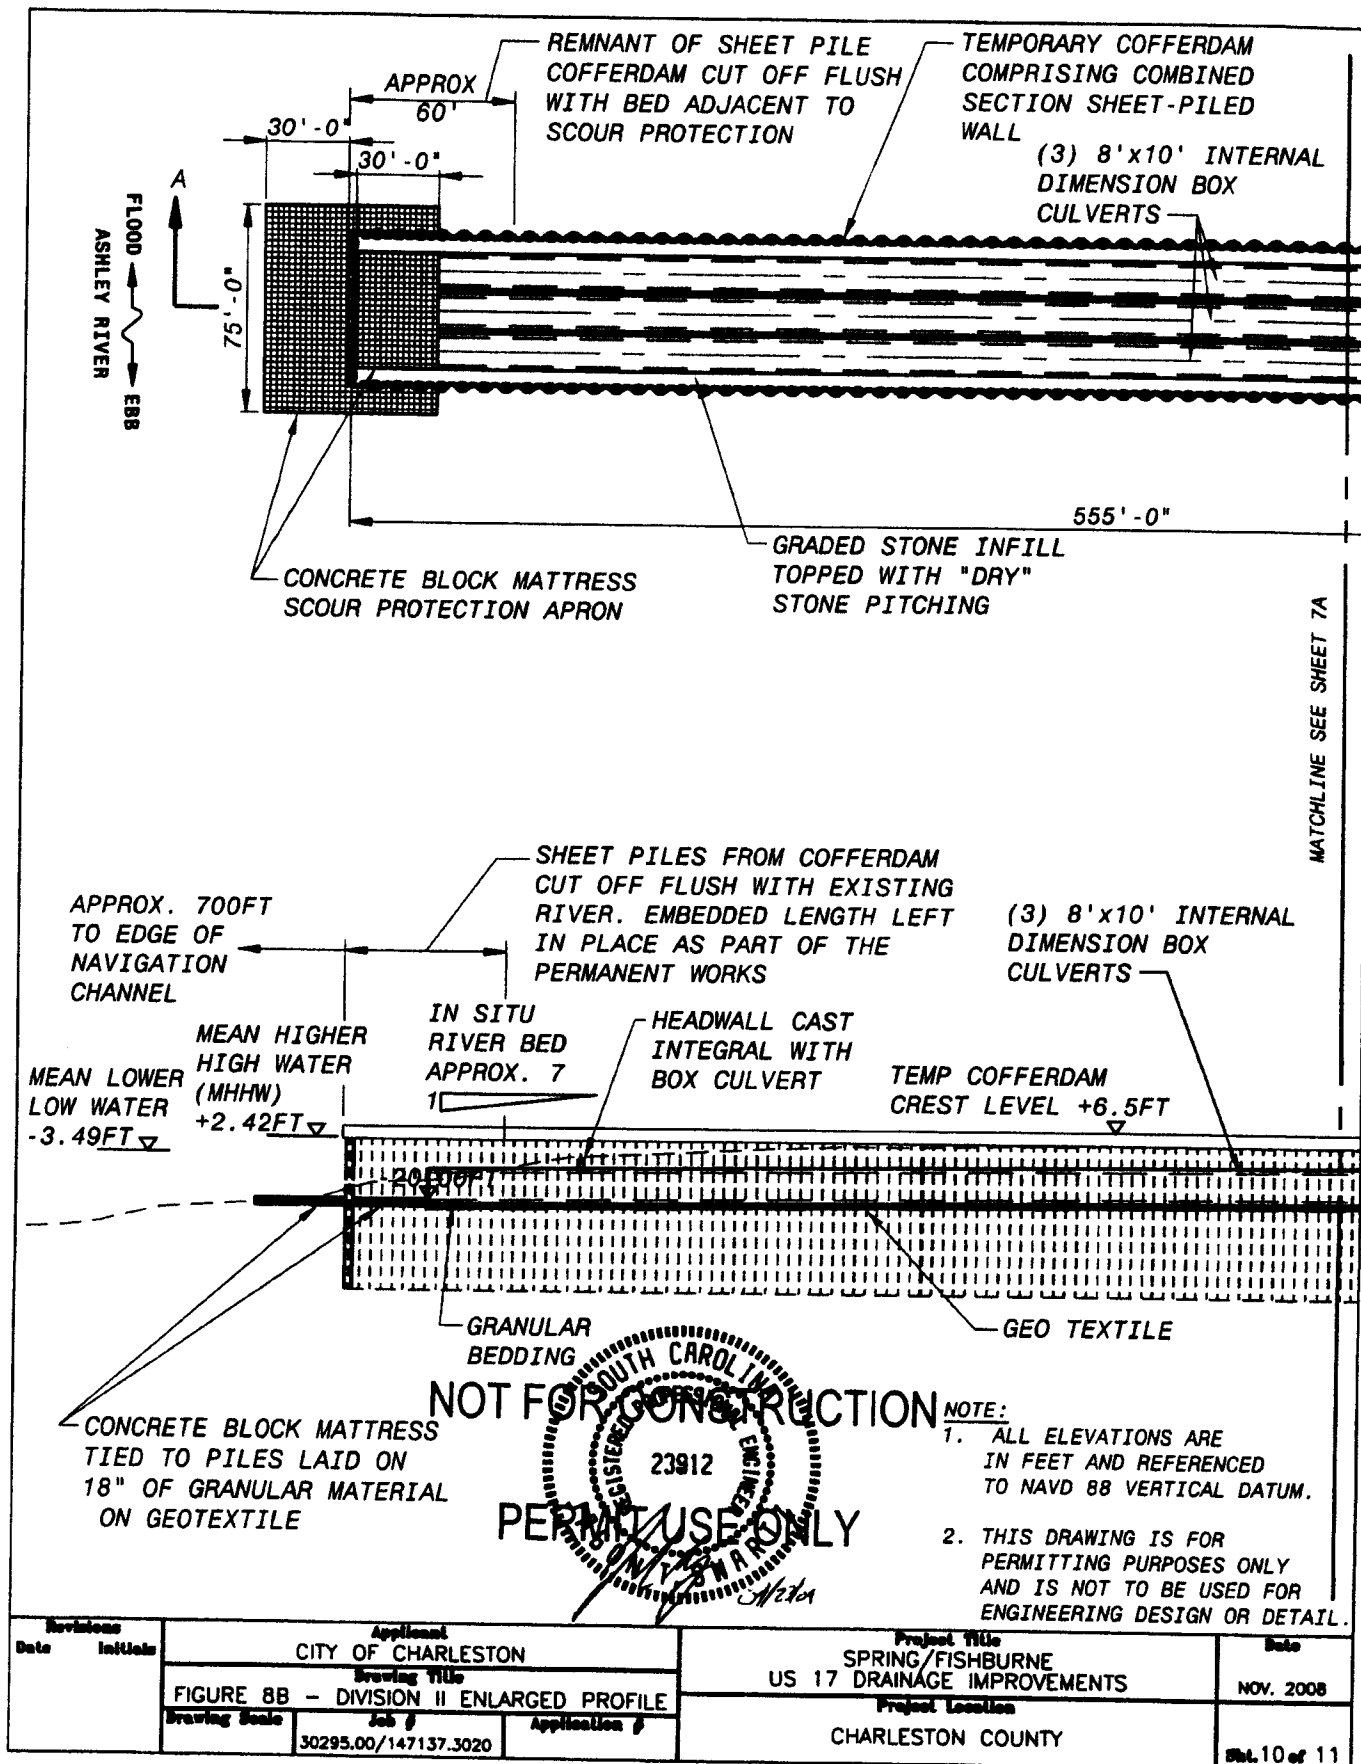 REMNANT OF SHEET PILE
COFFERDAM CUT OFF FLUSH
WITH BED ADJACENT TO
SCOUR PROTECTION
TEMPORARY COFFERDAM
COMPRISING COMBINED
SECTION SHEET-PILED
WALL
(3) 8'x10' INTERNAL
DIMENSION BOX
CULVERTS
APPROX
60'
30'-0"
30'-0"
A
FLOOD
EBB
ASHLEY RIVER
75'-0"
555'-0"
GRADED STONE INFILL
TOPPED WITH "DRY"
STONE PITCHING
CONCRETE BLOCK MATTRESS
SCOUR PROTECTION APRON
MATCHLINE SEE SHEET 7A
SHEET PILES FROM COFFERDAM
CUT OFF FLUSH WITH EXISTING
RIVER. EMBEDDED LENGTH LEFT
IN PLACE AS PART OF THE
PERMANENT WORKS
APPROX. 700FT
TO EDGE OF
NAVIGATION
CHANNEL
(3) 8'x10' INTERNAL
DIMENSION BOX
CULVERTS
IN SITU
RIVER BED
APPROX. 7
1
HEADWALL CAST
INTEGRAL WITH
BOX CULVERT
MEAN HIGHER
HIGH WATER
(MHHW)
+2.42FT
MEAN LOWER
LOW WATER
-3.49FT
TEMP COFFERDAM
CREST LEVEL +6.5FT
-20.00FT
GRANULAR
BEDDING
GEO TEXTILE
CONCRETE BLOCK MATTRESS
TIED TO PILES LAID ON
18" OF GRANULAR MATERIAL
ON GEOTEXTILE
NOT FOR CONSTRUCTION
PERMIT USE ONLY
SOUTH CAROLINA
REGISTERED PROFESSIONAL ENGINEER
23912
NOTE:
1. ALL ELEVATIONS ARE
IN FEET AND REFERENCED
TO NAVD 88 VERTICAL DATUM.
2. THIS DRAWING IS FOR
PERMITTING PURPOSES ONLY
AND IS NOT TO BE USED FOR
ENGINEERING DESIGN OR DETAIL.
Revisions
Date Initials
Applicant
CITY OF CHARLESTON
Drawing Title
FIGURE 8B - DIVISION II ENLARGED PROFILE
Drawing Scale
Job #
30295.00/147137.3020
Application #
Project Title
SPRING/FISHBURNE
US 17 DRAINAGE IMPROVEMENTS
Project Location
CHARLESTON COUNTY
Date
NOV. 2008
Sht. 10 of 11